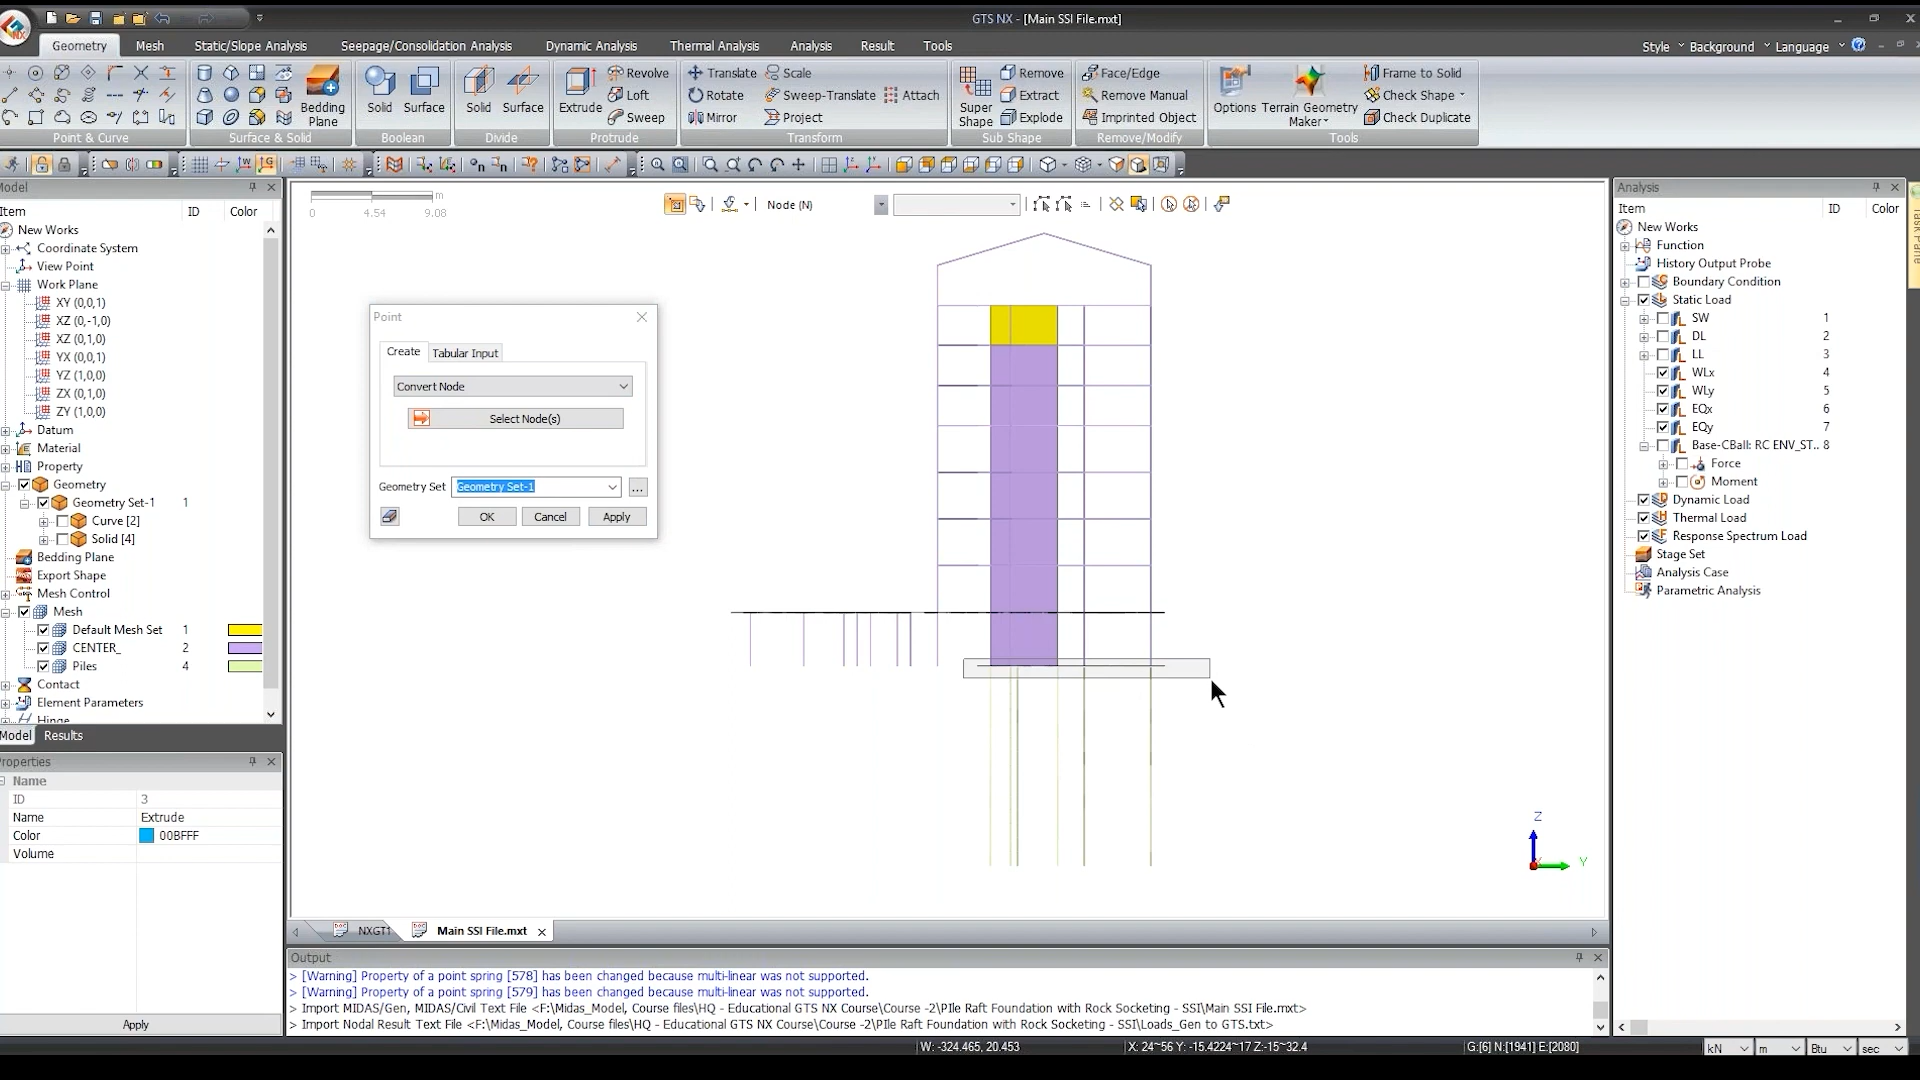 GTS NX - [Main SSI File.mxt]
Geometry Mesh Static/Slope Analysis Seepage/Consolidation Analysis Dynamic Analysis Thermal Analysis Analysis Result Tools
Style Background Language
Bedding Plane
Solid Surface
Solid Surface
Extrude Revolve Loft Sweep
Translate Scale
Rotate Sweep-Translate Attach
Mirror Project
Super Shape Remove Extract Explode
Face/Edge
Remove Manual
Imprinted Object
Options Terrain Geometry Maker
Frame to Solid
Check Shape
Check Duplicate
Point & Curve Surface & Solid Boolean Divide Protrude Transform Sub Shape Remove/Modify Tools
Model
Item ID Color
New Works
Coordinate System
View Point
Work Plane
XY (0,0,1)
XZ (0,-1,0)
XZ (0,1,0)
YX (0,0,1)
YZ (1,0,0)
ZX (0,1,0)
ZY (1,0,0)
Datum
Material
Property
Geometry
Geometry Set-1 1
Curve [2]
Solid [4]
Bedding Plane
Export Shape
Mesh Control
Mesh
Default Mesh Set 1
CENTER_ 2
Piles 4
Contact
Element Parameters
Hinge
Model Results
roperties
Name
ID 3
Name Extrude
Color 00BFFF
Volume
Apply
m
0 4.54 9.08
Node (N)
Point
Create Tabular Input
Convert Node
Select Node(s)
Geometry Set Geometry Set-1 ...
OK Cancel Apply
Z
Y
NXGT1 Main SSI File.mxt
Output
> [Warning] Property of a point spring [578] has been changed because multi-linear was not supported.
> [Warning] Property of a point spring [579] has been changed because multi-linear was not supported.
> Import MIDAS/Gen, MIDAS/Civil Text File <F:\Midas_Model, Course files\HQ - Educational GTS NX Course\Course -2\PIle Raft Foundation with Rock Socketing - SSI\Main SSI File.mxt>
> Import Nodal Result Text File <F:\Midas_Model, Course files\HQ - Educational GTS NX Course\Course -2\PIle Raft Foundation with Rock Socketing - SSI\Loads_Gen to GTS.txt>
Analysis
Item ID Color
New Works
Function
History Output Probe
Boundary Condition
Static Load
SW 1
DL 2
LL 3
WLx 4
WLy 5
EQx 6
EQy 7
Base-CBall: RC ENV_ST.. 8
Force
Moment
Dynamic Load
Thermal Load
Response Spectrum Load
Stage Set
Analysis Case
Parametric Analysis
Task Pane
W: -324.465, 20.453 X: 24~56 Y: -15.4224~17 Z:-15~32.4 G:[6] N:[1941] E:[2080] kN m Btu sec